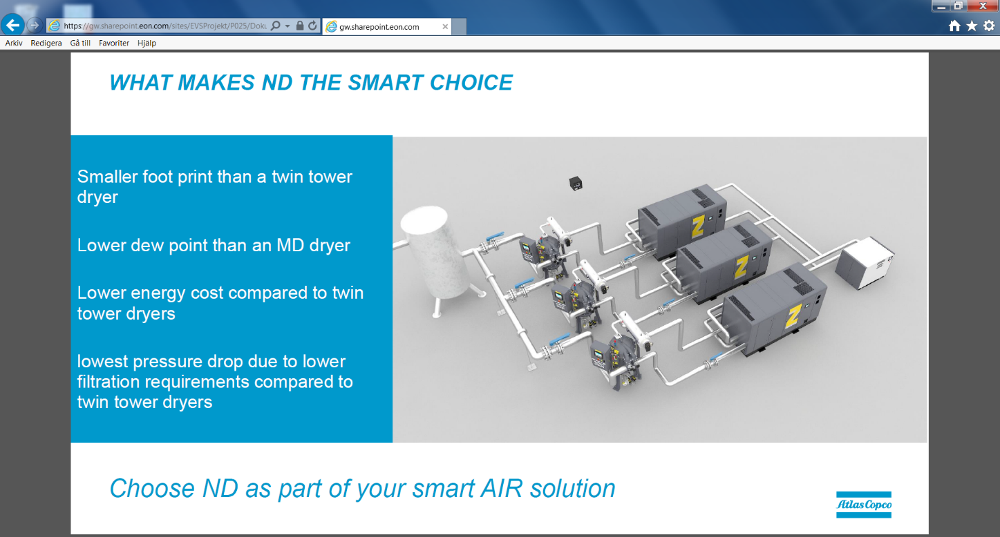 https://gw.sharepoint.eon.com/sites/EVSProjekt/P025/Doku
gw.sharepoint.eon.com
Arkiv Redigera Gå till Favoriter Hjälp
WHAT MAKES ND THE SMART CHOICE
Smaller foot print than a twin tower
dryer
Lower dew point than an MD dryer
Lower energy cost compared to twin
tower dryers
lowest pressure drop due to lower
filtration requirements compared to
twin tower dryers
Z
Z
Z
Choose ND as part of your smart AIR solution
Atlas Copco